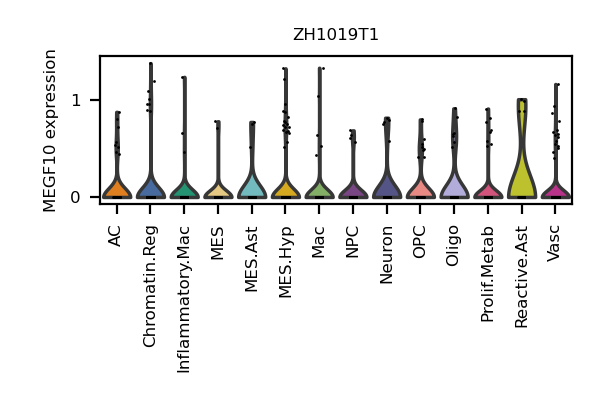 ZH1019T1
MEGF10 expression
1
0
AC
Chromatin.Reg
Inflammatory.Mac
MES
MES.Ast
MES.Hyp
Mac
NPC
Neuron
OPC
Oligo
Prolif.Metab
Reactive.Ast
Vasc